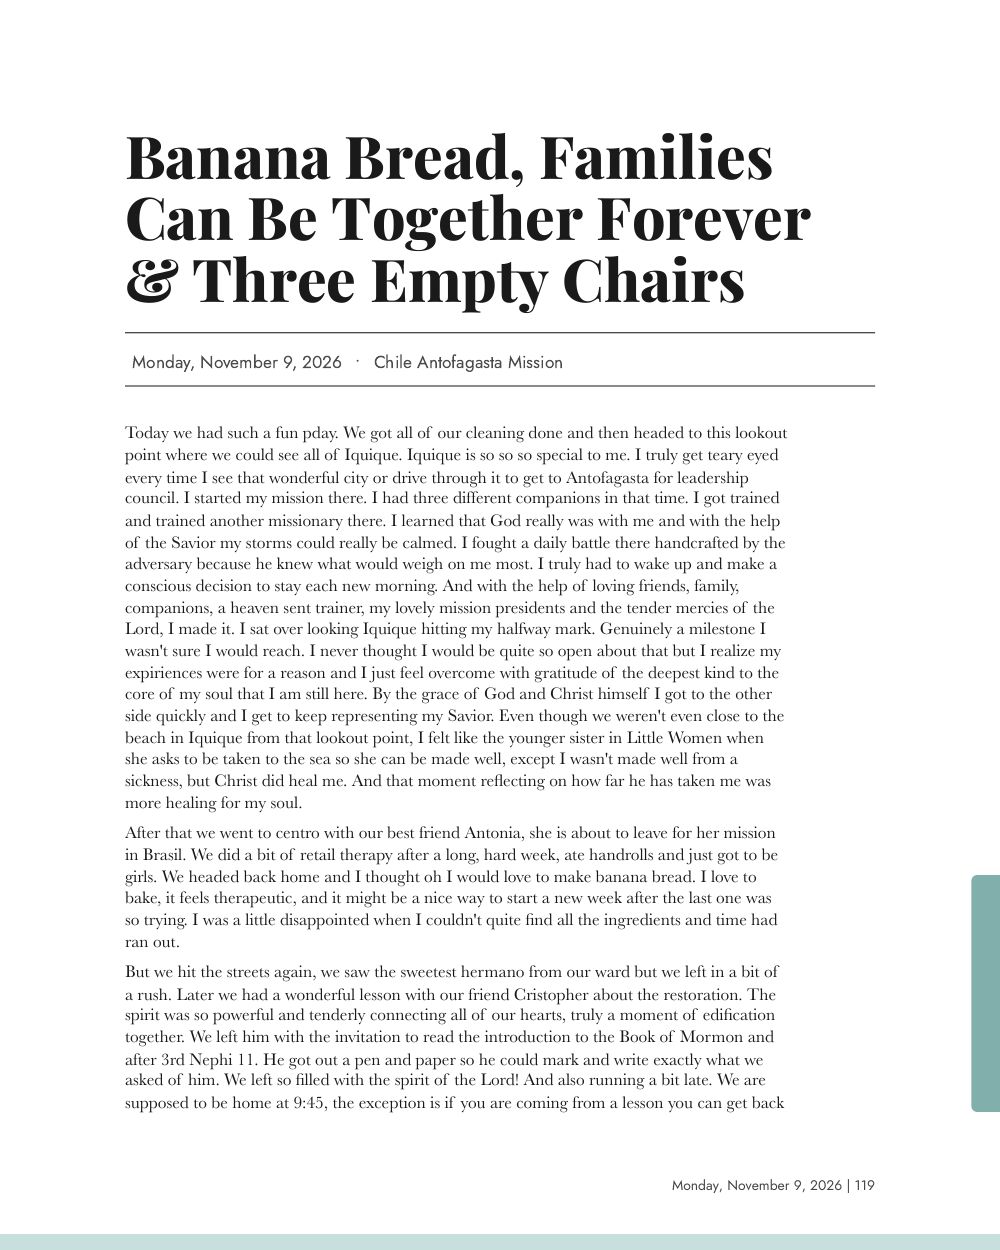 Banana Bread, Families
Can Be Together Forever
& Three Empty Chairs
Monday, November 9, 2026 · Chile Antofagasta Mission
Today we had such a fun pday. We got all of our cleaning done and then headed to this lookout
point where we could see all of Iquique. Iquique is so so so special to me. I truly get teary eyed
every time I see that wonderful city or drive through it to get to Antofagasta for leadership
council. I started my mission there. I had three different companions in that time. I got trained
and trained another missionary there. I learned that God really was with me and with the help
of the Savior my storms could really be calmed. I fought a daily battle there handcrafted by the
adversary because he knew what would weigh on me most. I truly had to wake up and make a
conscious decision to stay each new morning. And with the help of loving friends, family,
companions, a heaven sent trainer, my lovely mission presidents and the tender mercies of the
Lord, I made it. I sat over looking Iquique hitting my halfway mark. Genuinely a milestone I
wasn't sure I would reach. I never thought I would be quite so open about that but I realize my
expiriences were for a reason and I just feel overcome with gratitude of the deepest kind to the
core of my soul that I am still here. By the grace of God and Christ himself I got to the other
side quickly and I get to keep representing my Savior. Even though we weren't even close to the
beach in Iquique from that lookout point, I felt like the younger sister in Little Women when
she asks to be taken to the sea so she can be made well, except I wasn't made well from a
sickness, but Christ did heal me. And that moment reflecting on how far he has taken me was
more healing for my soul.
After that we went to centro with our best friend Antonia, she is about to leave for her mission
in Brasil. We did a bit of retail therapy after a long, hard week, ate handrolls and just got to be
girls. We headed back home and I thought oh I would love to make banana bread. I love to
bake, it feels therapeutic, and it might be a nice way to start a new week after the last one was
so trying. I was a little disappointed when I couldn't quite find all the ingredients and time had
ran out.
But we hit the streets again, we saw the sweetest hermano from our ward but we left in a bit of
a rush. Later we had a wonderful lesson with our friend Cristopher about the restoration. The
spirit was so powerful and tenderly connecting all of our hearts, truly a moment of edification
together. We left him with the invitation to read the introduction to the Book of Mormon and
after 3rd Nephi 11. He got out a pen and paper so he could mark and write exactly what we
asked of him. We left so filled with the spirit of the Lord! And also running a bit late. We are
supposed to be home at 9:45, the exception is if you are coming from a lesson you can get back
Monday, November 9, 2026 | 119